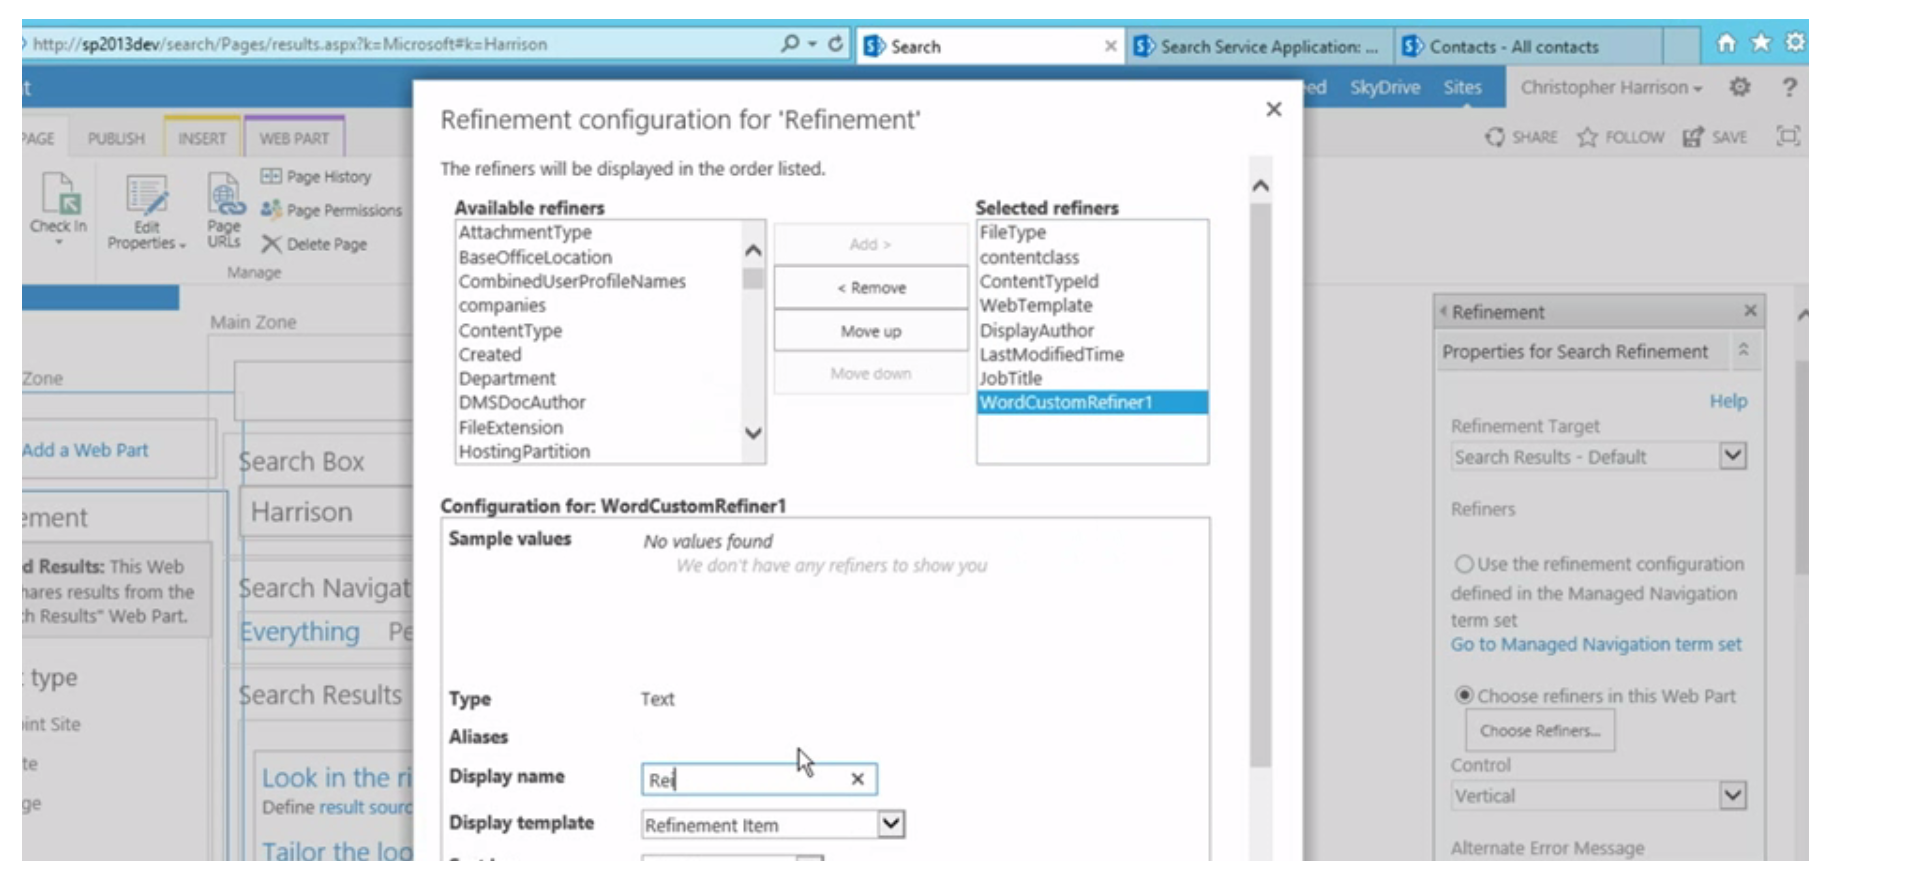 http://sp2013dev/search/Pages/results.aspx?k=Microsoft#k=Harrison
Search
Search Service Application: ...
Contacts - All contacts
SkyDrive
Sites
Christopher Harrison
?
PUBLISH
INSERT
WEB PART
SHARE
FOLLOW
SAVE
Check In
Edit
Properties
Page
URLs
Page History
Page Permissions
Delete Page
Manage
Main Zone
Zone
Add a Web Part
Search Box
Harrison
d Results: This Web
results from the
Results" Web Part.
type
Site
Search Navigat
Everything
Pe
Search Results
Look in the ri
Define result sourc
Tailor the loo
Refinement configuration for 'Refinement'
The refiners will be displayed in the order listed.
Available refiners
AttachmentType
BaseOfficeLocation
CombinedUserProfileNames
companies
ContentType
Created
Department
DMSDocAuthor
FileExtension
HostingPartition
Add >
< Remove
Move up
Move down
Selected refiners
FileType
contentclass
ContentTypeId
WebTemplate
DisplayAuthor
LastModifiedTime
JobTitle
WordCustomRefiner1
Configuration for: WordCustomRefiner1
Sample values
No values found
We don't have any refiners to show you
Type
Text
Aliases
Display name
Rei
Display template
Refinement Item
Refinement
Properties for Search Refinement
Help
Refinement Target
Search Results - Default
Refiners
Use the refinement configuration
defined in the Managed Navigation
term set
Go to Managed Navigation term set
Choose refiners in this Web Part
Choose Refiners...
Control
Vertical
Alternate Error Message